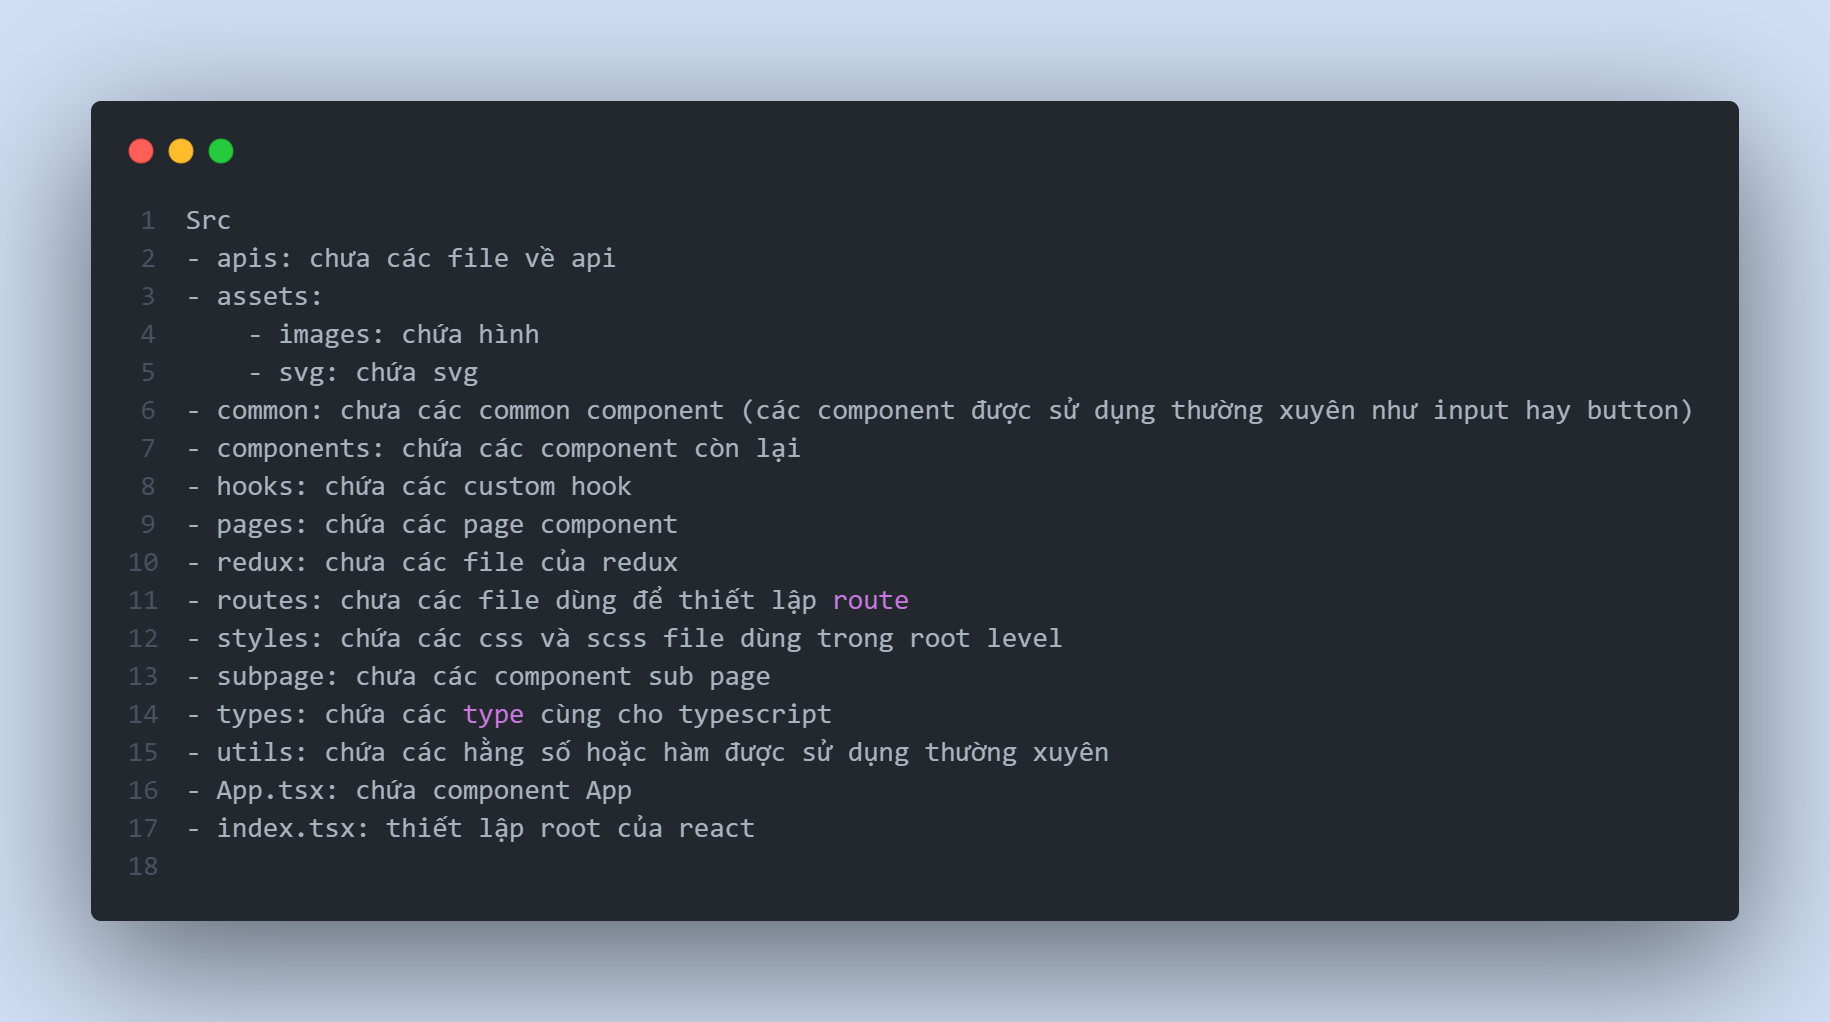 1 Src
2 - apis: chưa các file về api
3 - assets:
4     - images: chứa hình
5     - svg: chứa svg
6 - common: chưa các common component (các component được sử dụng thường xuyên như input hay button)
7 - components: chứa các component còn lại
8 - hooks: chứa các custom hook
9 - pages: chứa các page component
10 - redux: chưa các file của redux
11 - routes: chưa các file dùng để thiết lập route
12 - styles: chứa các css và scss file dùng trong root level
13 - subpage: chưa các component sub page
14 - types: chứa các type cùng cho typescript
15 - utils: chứa các hằng số hoặc hàm được sử dụng thường xuyên
16 - App.tsx: chứa component App
17 - index.tsx: thiết lập root của react
18